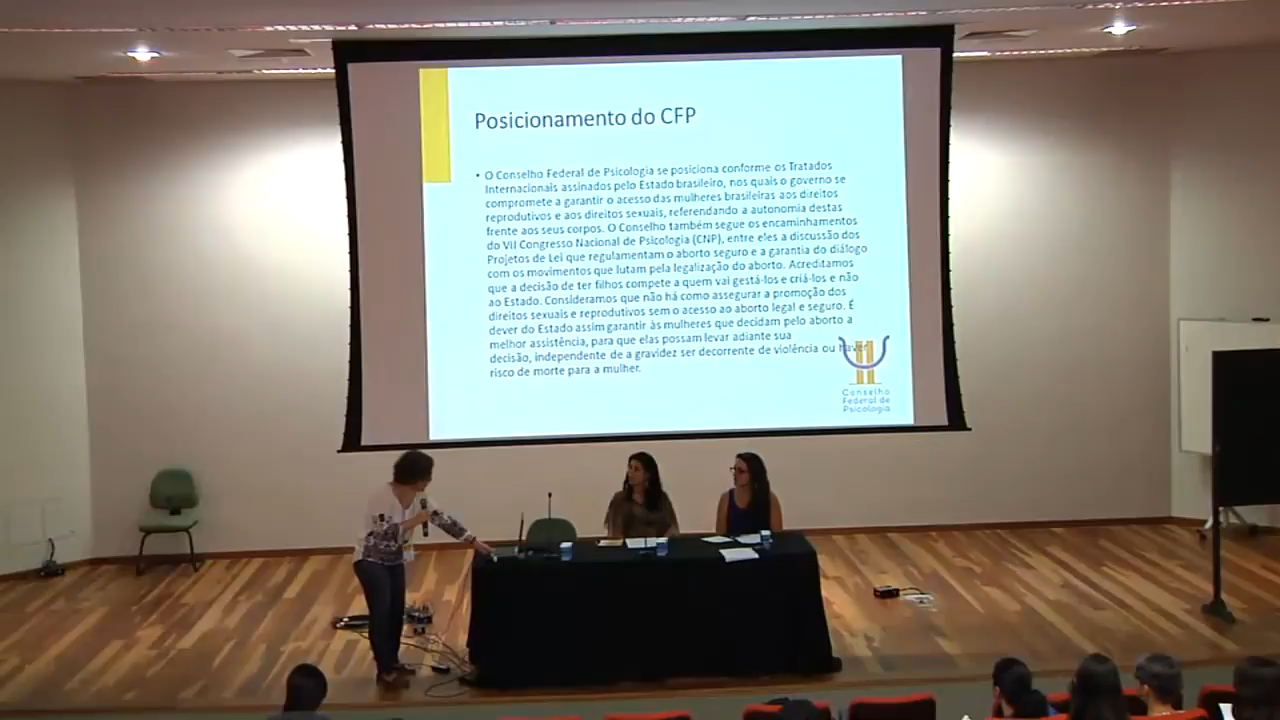 Posicionamento do CFP
• O Conselho Federal de Psicologia se posiciona conforme os Tratados
Internacionais assinados pelo Estado brasileiro, nos quais o governo se
compromete a garantir o acesso das mulheres brasileiras aos direitos
reprodutivos e aos direitos sexuais, referendando a autonomia destas
frente aos seus corpos. O Conselho também segue os encaminhamentos
do VII Congresso Nacional de Psicologia (CNP), entre eles a discussão dos
Projetos de Lei que regulamentam o aborto seguro e a garantia do diálogo
com os movimentos que lutam pela legalização do aborto. Acreditamos
que a decisão de ter filhos compete a quem vai gestá-los e criá-los e não
ao Estado. Consideramos que não há como assegurar a promoção dos
direitos sexuais e reprodutivos sem o acesso ao aborto legal e seguro. É
dever do Estado assim garantir às mulheres que decidam pelo aborto a
melhor assistência, para que elas possam levar adiante sua
decisão, independente de a gravidez ser decorrente de violência ou haver
risco de morte para a mulher.
Conselho
Federal de
Psicologia